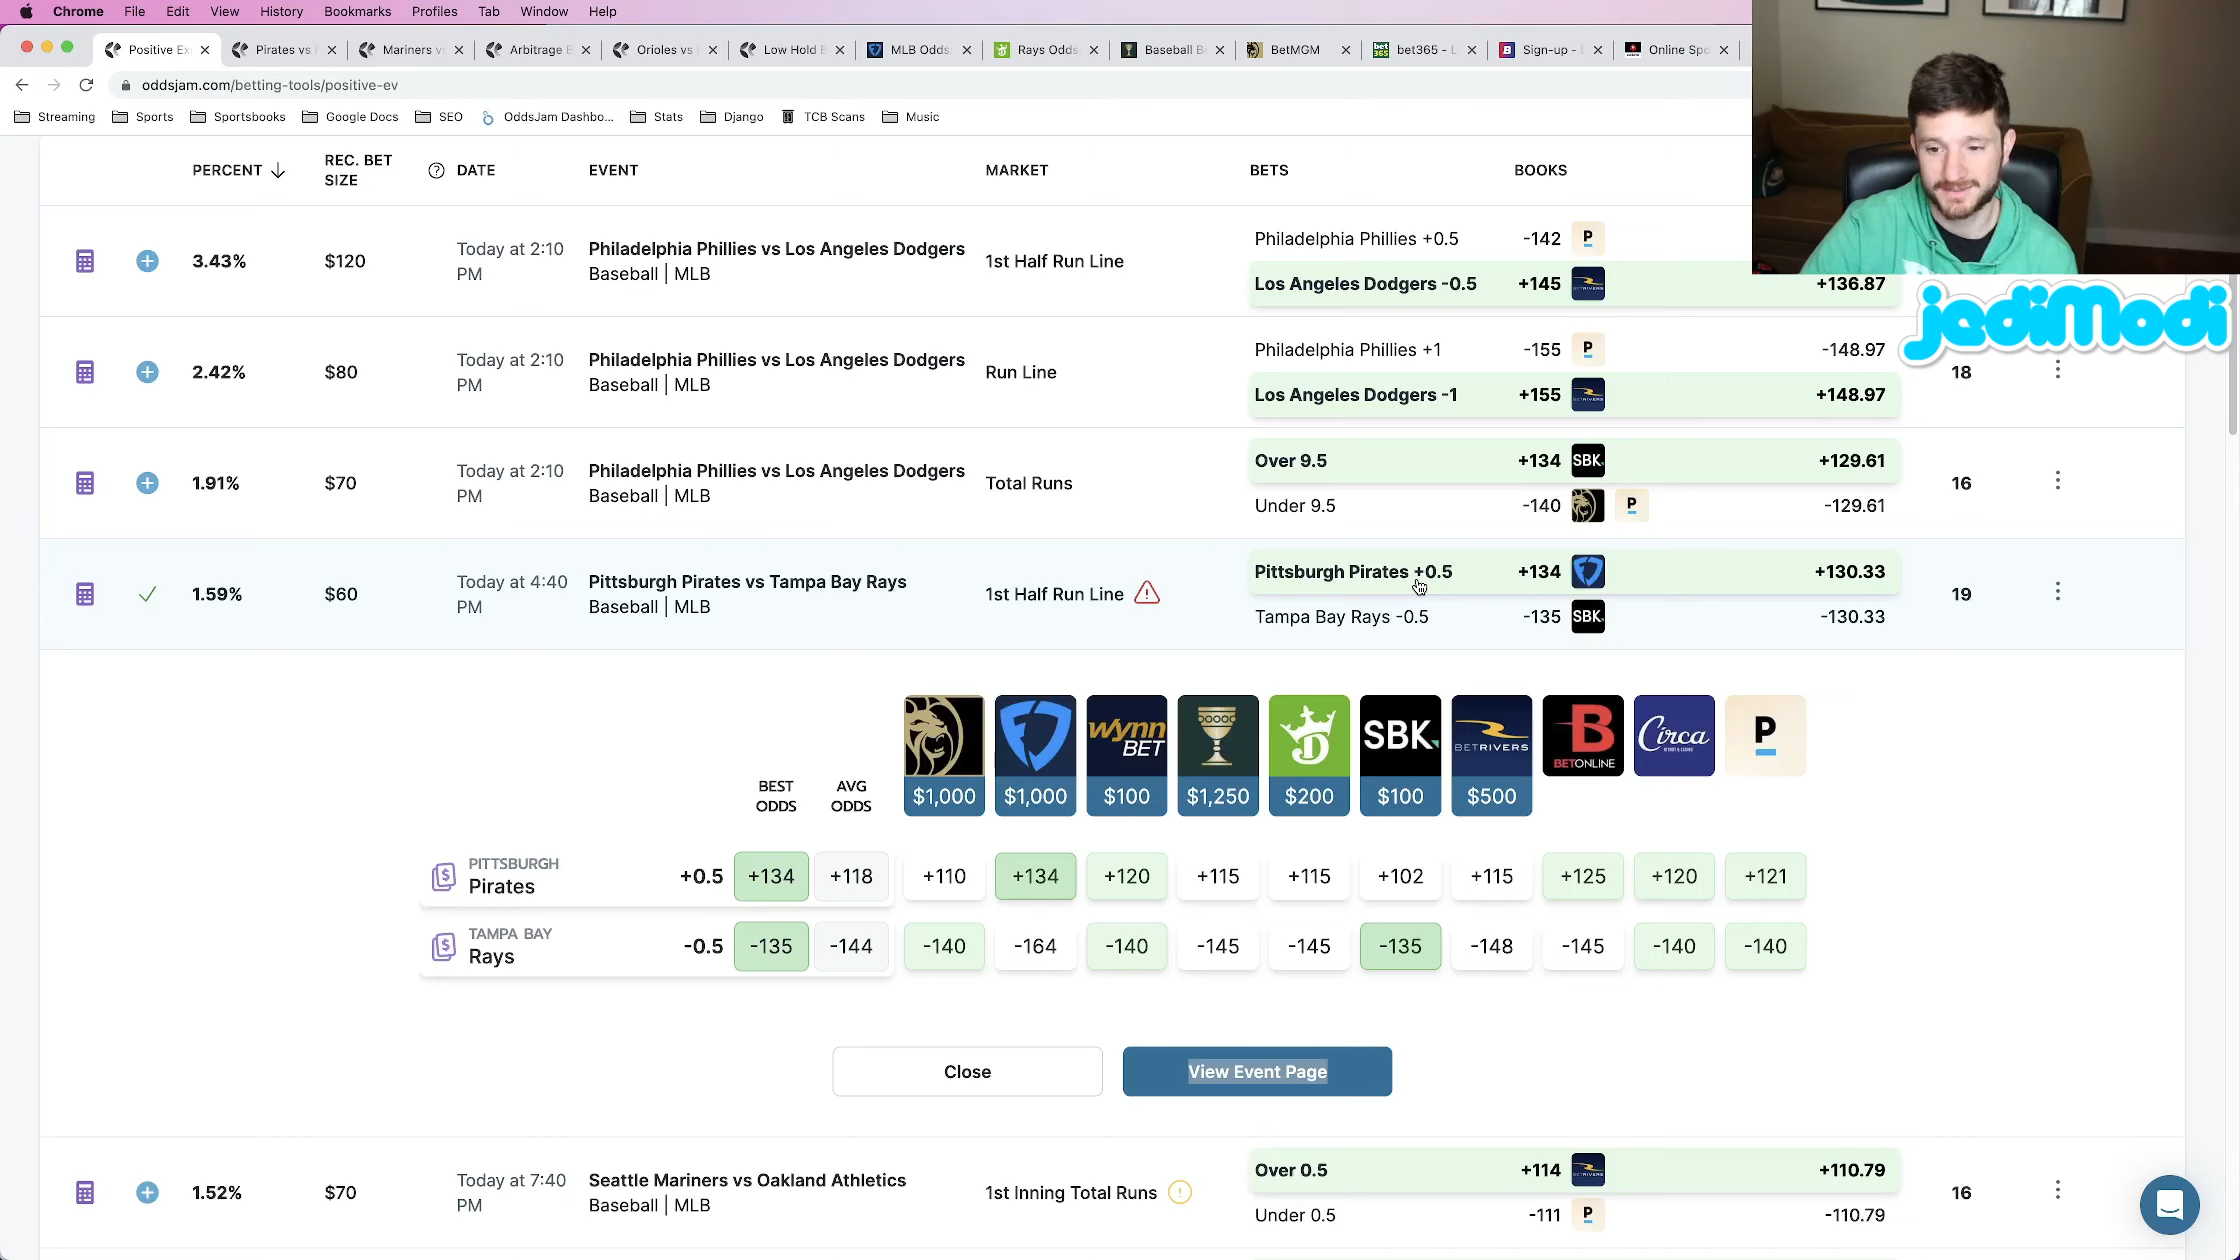 Chrome File Edit View History Bookmarks Profiles Tab Window Help
Positive Ex Pirates vs Mariners vs Arbitrage E Orioles vs Low Hold E MLB Odds Rays Odds Baseball Be BetMGM bet365 - L Sign-up - Online Spo
oddsjam.com/betting-tools/positive-ev
Streaming Sports Sportsbooks Google Docs SEO OddsJam Dashbo... Stats Django TCB Scans Music
PERCENT REC. BET SIZE ? DATE EVENT MARKET BETS BOOKS
3.43% $120 Today at 2:10 PM Philadelphia Phillies vs Los Angeles Dodgers
Baseball | MLB
1st Half Run Line
Philadelphia Phillies +0.5 -142 P
Los Angeles Dodgers -0.5 +145 BETRIVERS +136.87
jediModi
2.42% $80 Today at 2:10 PM Philadelphia Phillies vs Los Angeles Dodgers
Baseball | MLB
Run Line
Philadelphia Phillies +1 -155 P -148.97
Los Angeles Dodgers -1 +155 BETRIVERS +148.97
18
1.91% $70 Today at 2:10 PM Philadelphia Phillies vs Los Angeles Dodgers
Baseball | MLB
Total Runs
Over 9.5 +134 SBK +129.61
Under 9.5 -140 P -129.61
16
1.59% $60 Today at 4:40 PM Pittsburgh Pirates vs Tampa Bay Rays
Baseball | MLB
1st Half Run Line
Pittsburgh Pirates +0.5 +134 +130.33
Tampa Bay Rays -0.5 -135 SBK -130.33
19
WYNN BET SBK BETRIVERS B BETONLINE Circa P
BEST ODDS AVG ODDS $1,000 $1,000 $100 $1,250 $200 $100 $500
PITTSBURGH
Pirates +0.5 +134 +118 +110 +134 +120 +115 +115 +102 +115 +125 +120 +121
TAMPA BAY
Rays -0.5 -135 -144 -140 -164 -140 -145 -145 -135 -148 -145 -140 -140
Close View Event Page
1.52% $70 Today at 7:40 PM Seattle Mariners vs Oakland Athletics
Baseball | MLB
1st Inning Total Runs
Over 0.5 +114 BETRIVERS +110.79
Under 0.5 -111 P -110.79
16